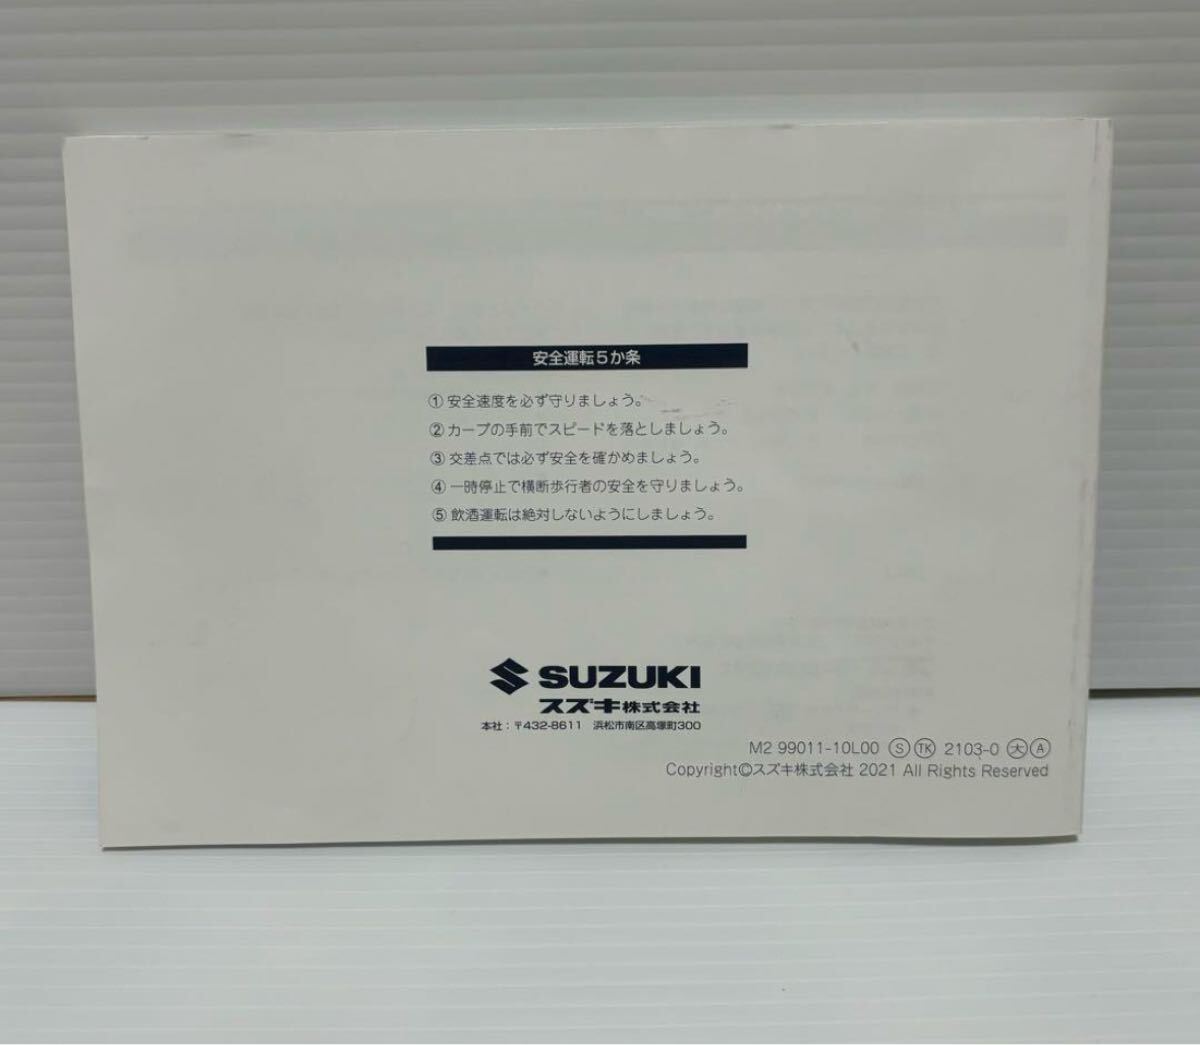 安全運転5か条
① 安全速度を必ず守りましょう。
② カーブの手前でスピードを落としましょう。
③ 交差点では必ず安全を確かめましょう。
④ 一時停止で横断歩行者の安全を守りましょう。
⑤ 飲酒運転は絶対しないようにしましょう。
SUZUKI
スズキ株式会社
本社：〒432-8611 浜松市南区高塚町300
M2 99011-10L00 Ⓢ TK 2103-0 大 Ⓐ
Copyright©スズキ株式会社 2021 All Rights Reserved